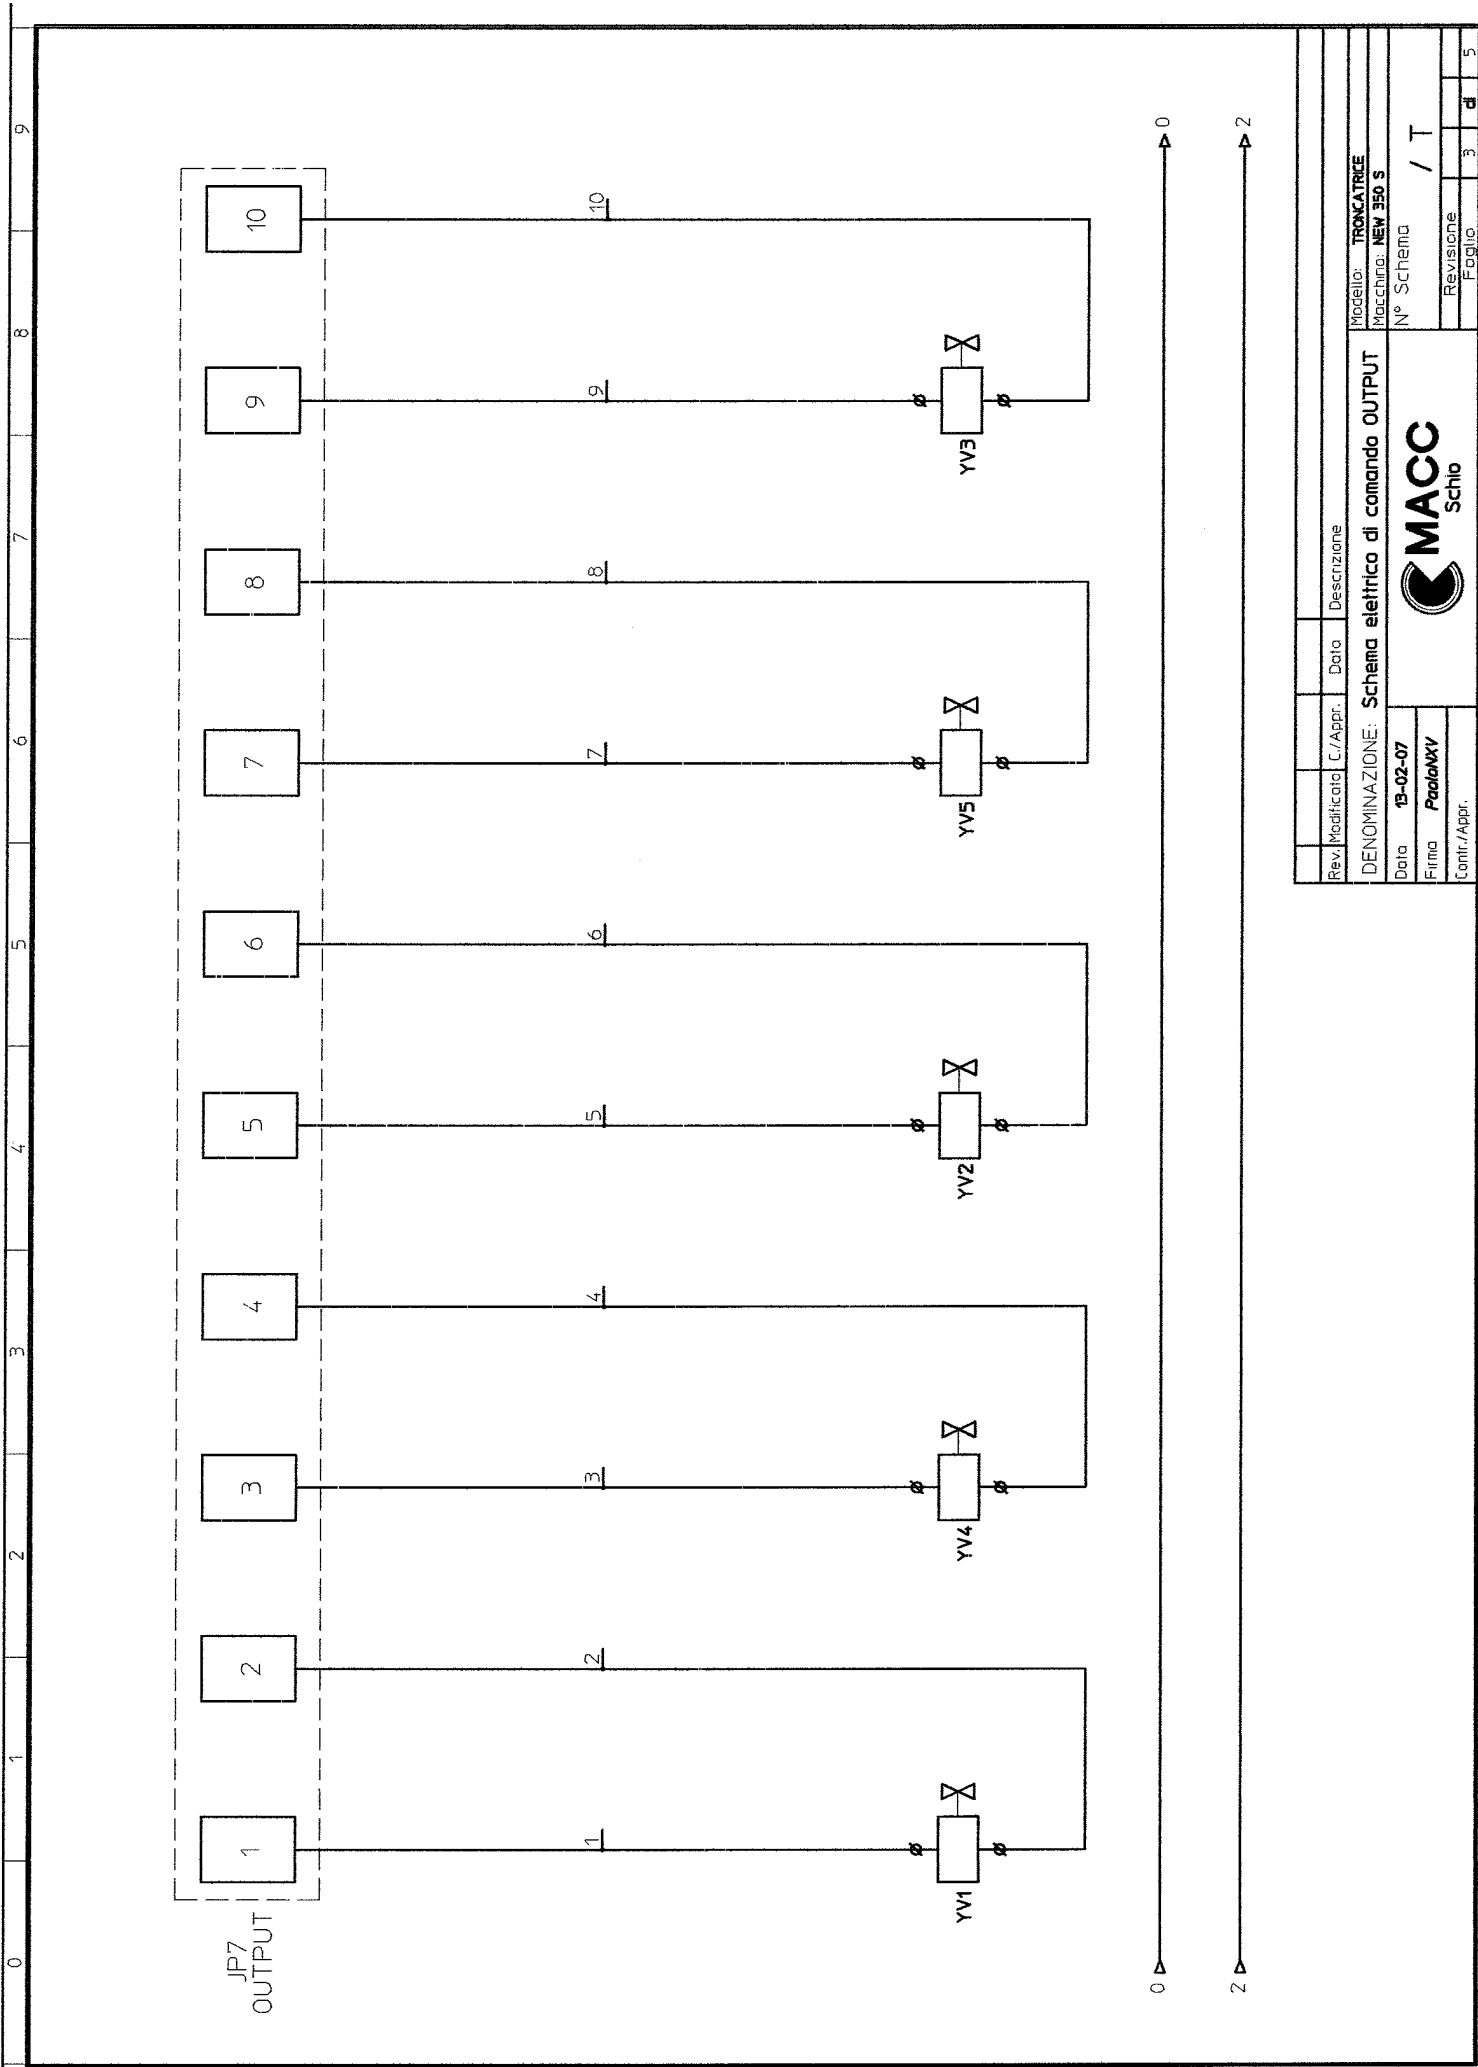 0 1 2 3 4 5 6 7 8 9
JP7
OUTPUT
1 2 3 4 5 6 7 8 9 10
1 2 3 4 5 6 7 8 9 10
YV1 YV4 YV2 YV5 YV3
0 0
2 2
Rev. Modificato C./Appr. Data Descrizione
DENOMINAZIONE: Schema elettrico di comando OUTPUT
Modello: TRONCATRICE
Macchina: NEW 350 S
Data 13-02-07
Firma PaoloNXV
Contr./Appr.
MACC
Schio
N° Schema
/ T
Revisione
Foglio 3 di 5